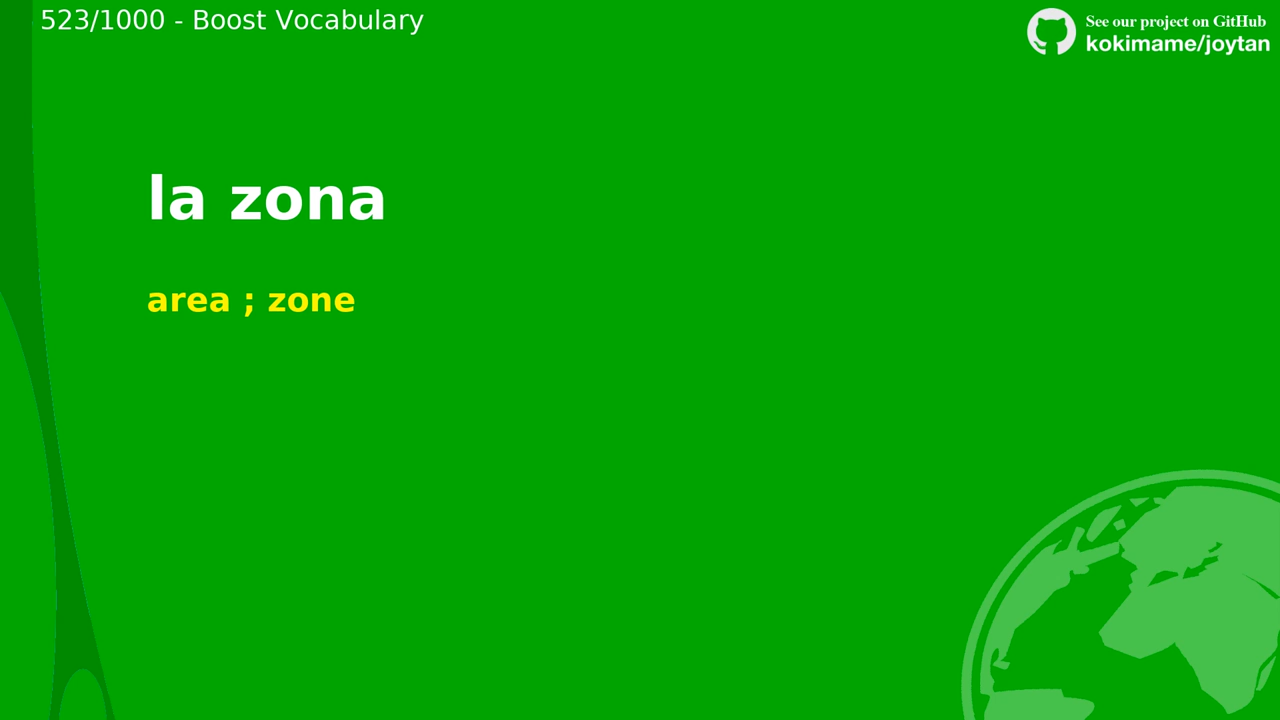 523/1000 - Boost Vocabulary
See our project on GitHub
kokimame/joytan
la zona
area ; zone